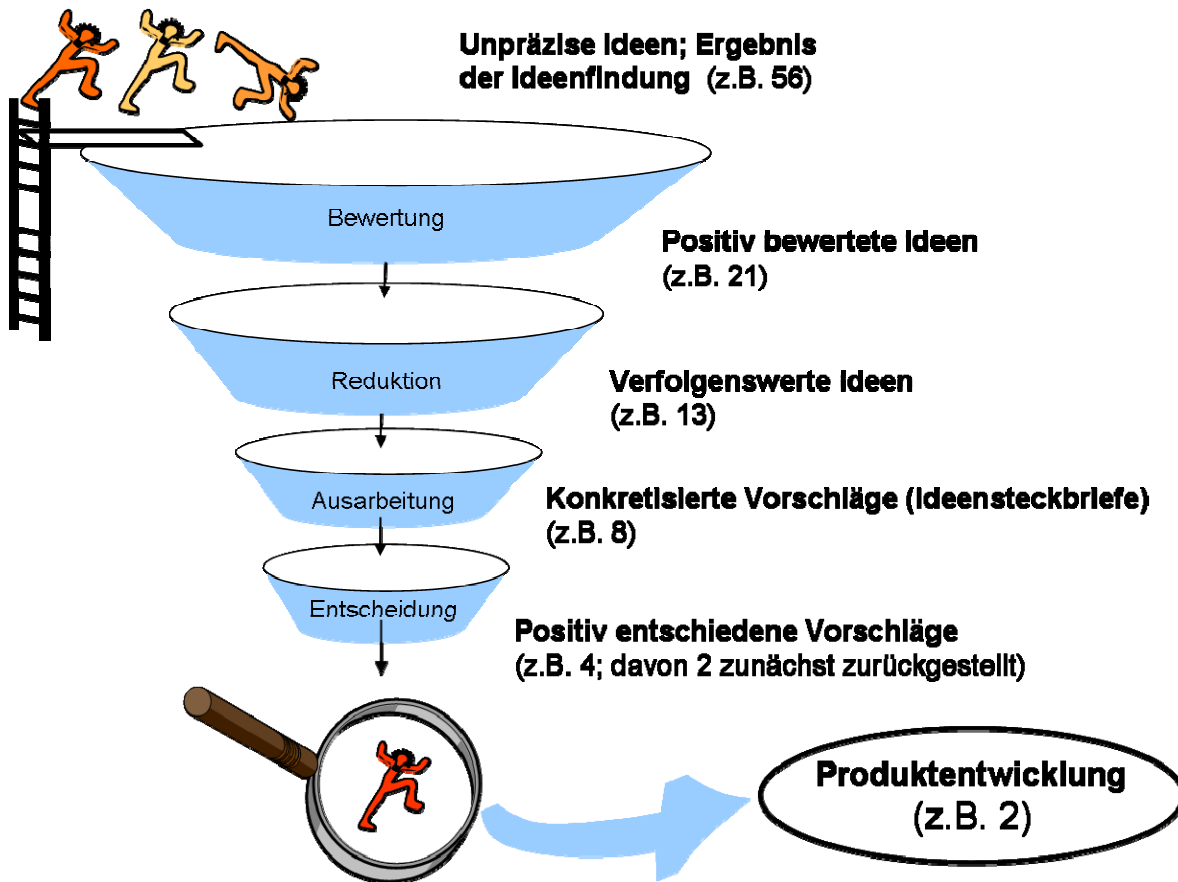 Unpräzise Ideen; Ergebnis
der Ideenfindung (z.B. 56)
Bewertung
Positiv bewertete Ideen
(z.B. 21)
Reduktion
Verfolgenswerte Ideen
(z.B. 13)
Ausarbeitung
Konkretisierte Vorschläge (Ideensteckbriefe)
(z.B. 8)
Entscheidung
Positiv entschiedene Vorschläge
(z.B. 4; davon 2 zunächst zurückgestellt)
Produktentwicklung
(z.B. 2)